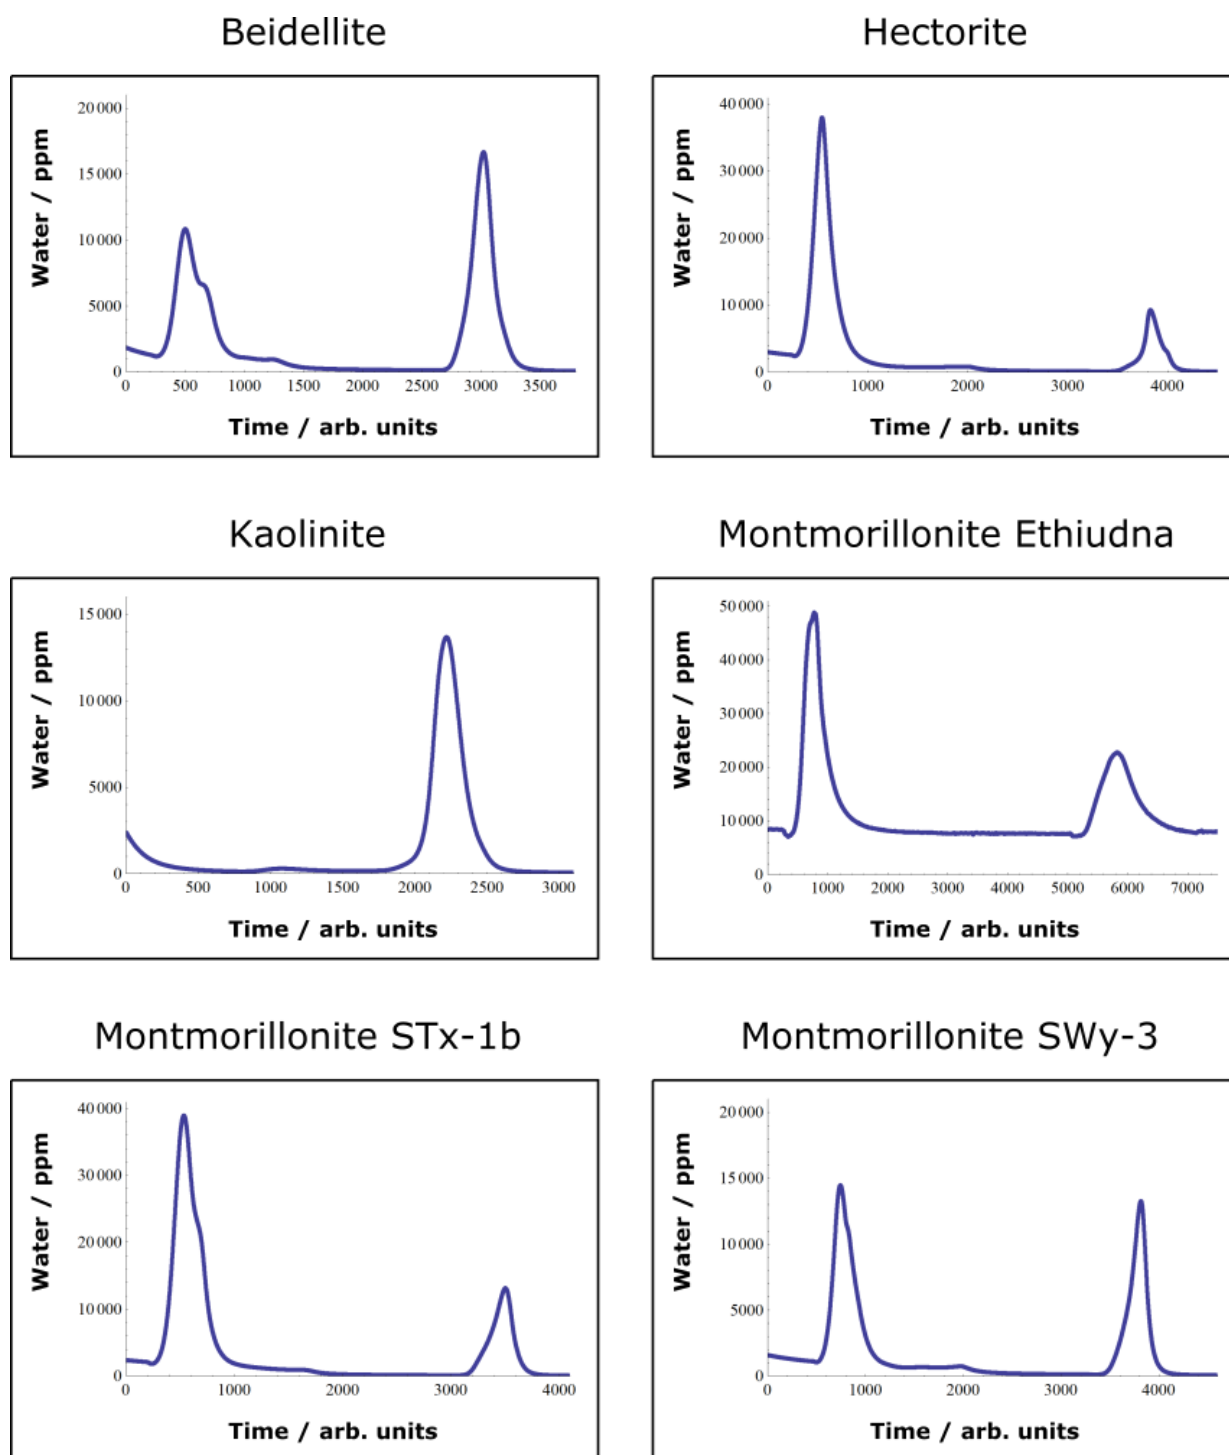 Beidellite
Water / ppm
20 000
15 000
10 000
5000
0
0 500 1000 1500 2000 2500 3000 3500
Time / arb. units
Hectorite
Water / ppm
40 000
30 000
20 000
10 000
0
0 1000 2000 3000 4000
Time / arb. units
Kaolinite
Water / ppm
15 000
10 000
5000
0
0 500 1000 1500 2000 2500 3000
Time / arb. units
Montmorillonite Ethiudna
Water / ppm
50 000
40 000
30 000
20 000
10 000
0
0 1000 2000 3000 4000 5000 6000 7000
Time / arb. units
Montmorillonite STx-1b
Water / ppm
40 000
30 000
20 000
10 000
0
0 1000 2000 3000 4000
Time / arb. units
Montmorillonite SWy-3
Water / ppm
20 000
15 000
10 000
5000
0
0 1000 2000 3000 4000
Time / arb. units